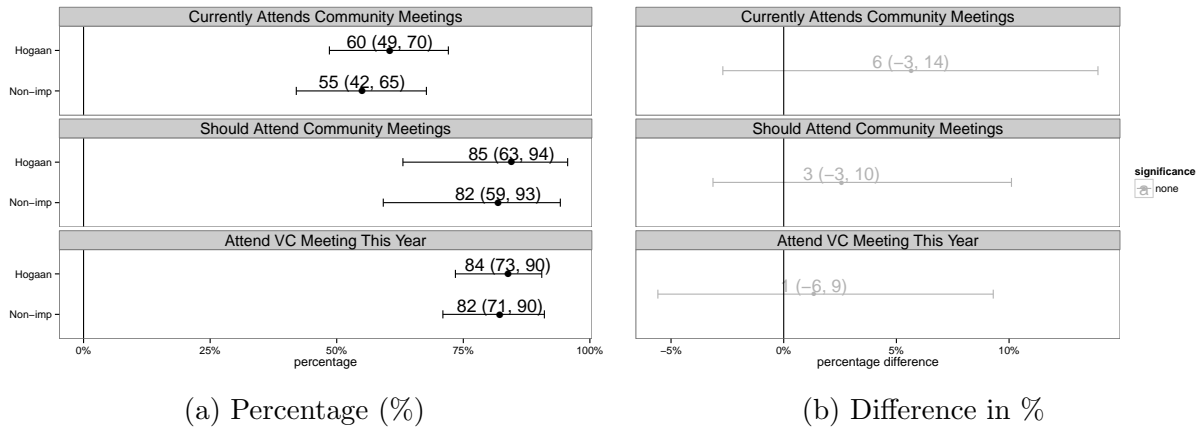 Currently Attends Community Meetings
Hogaan
60 (49, 70)
Non−imp
55 (42, 65)
Should Attend Community Meetings
Hogaan
85 (63, 94)
Non−imp
82 (59, 93)
Attend VC Meeting This Year
Hogaan
84 (73, 90)
Non−imp
82 (71, 90)
0% 25% 50% 75% 100%
percentage
(a) Percentage (%)
Currently Attends Community Meetings
6 (−3, 14)
Should Attend Community Meetings
3 (−3, 10)
Attend VC Meeting This Year
1 (−6, 9)
−5% 0% 5% 10%
percentage difference
significance
a none
(b) Difference in %